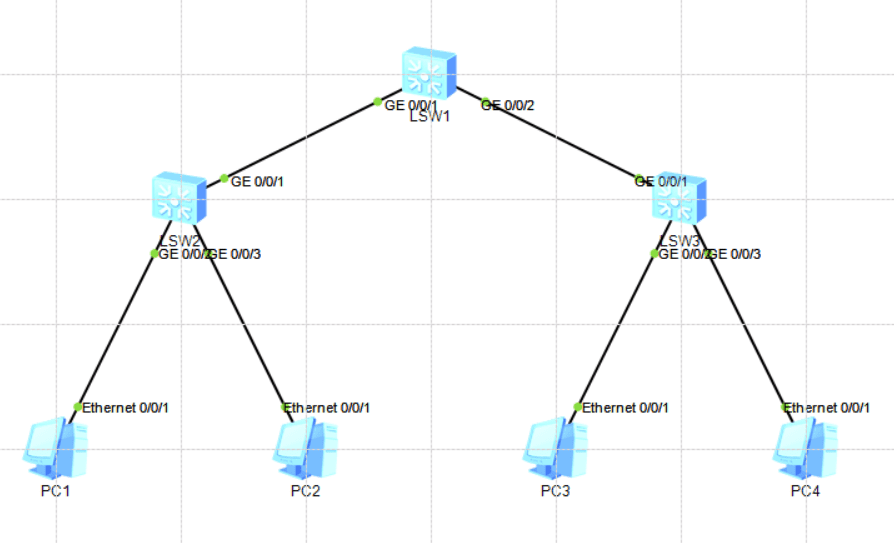 GE 0/0/1
GE 0/0/2
LSW1
GE 0/0/1
GE 0/0/1
LSW2
LSW3
GE 0/0/2
GE 0/0/3
GE 0/0/2
GE 0/0/3
Ethernet 0/0/1
Ethernet 0/0/1
Ethernet 0/0/1
Ethernet 0/0/1
PC1
PC2
PC3
PC4